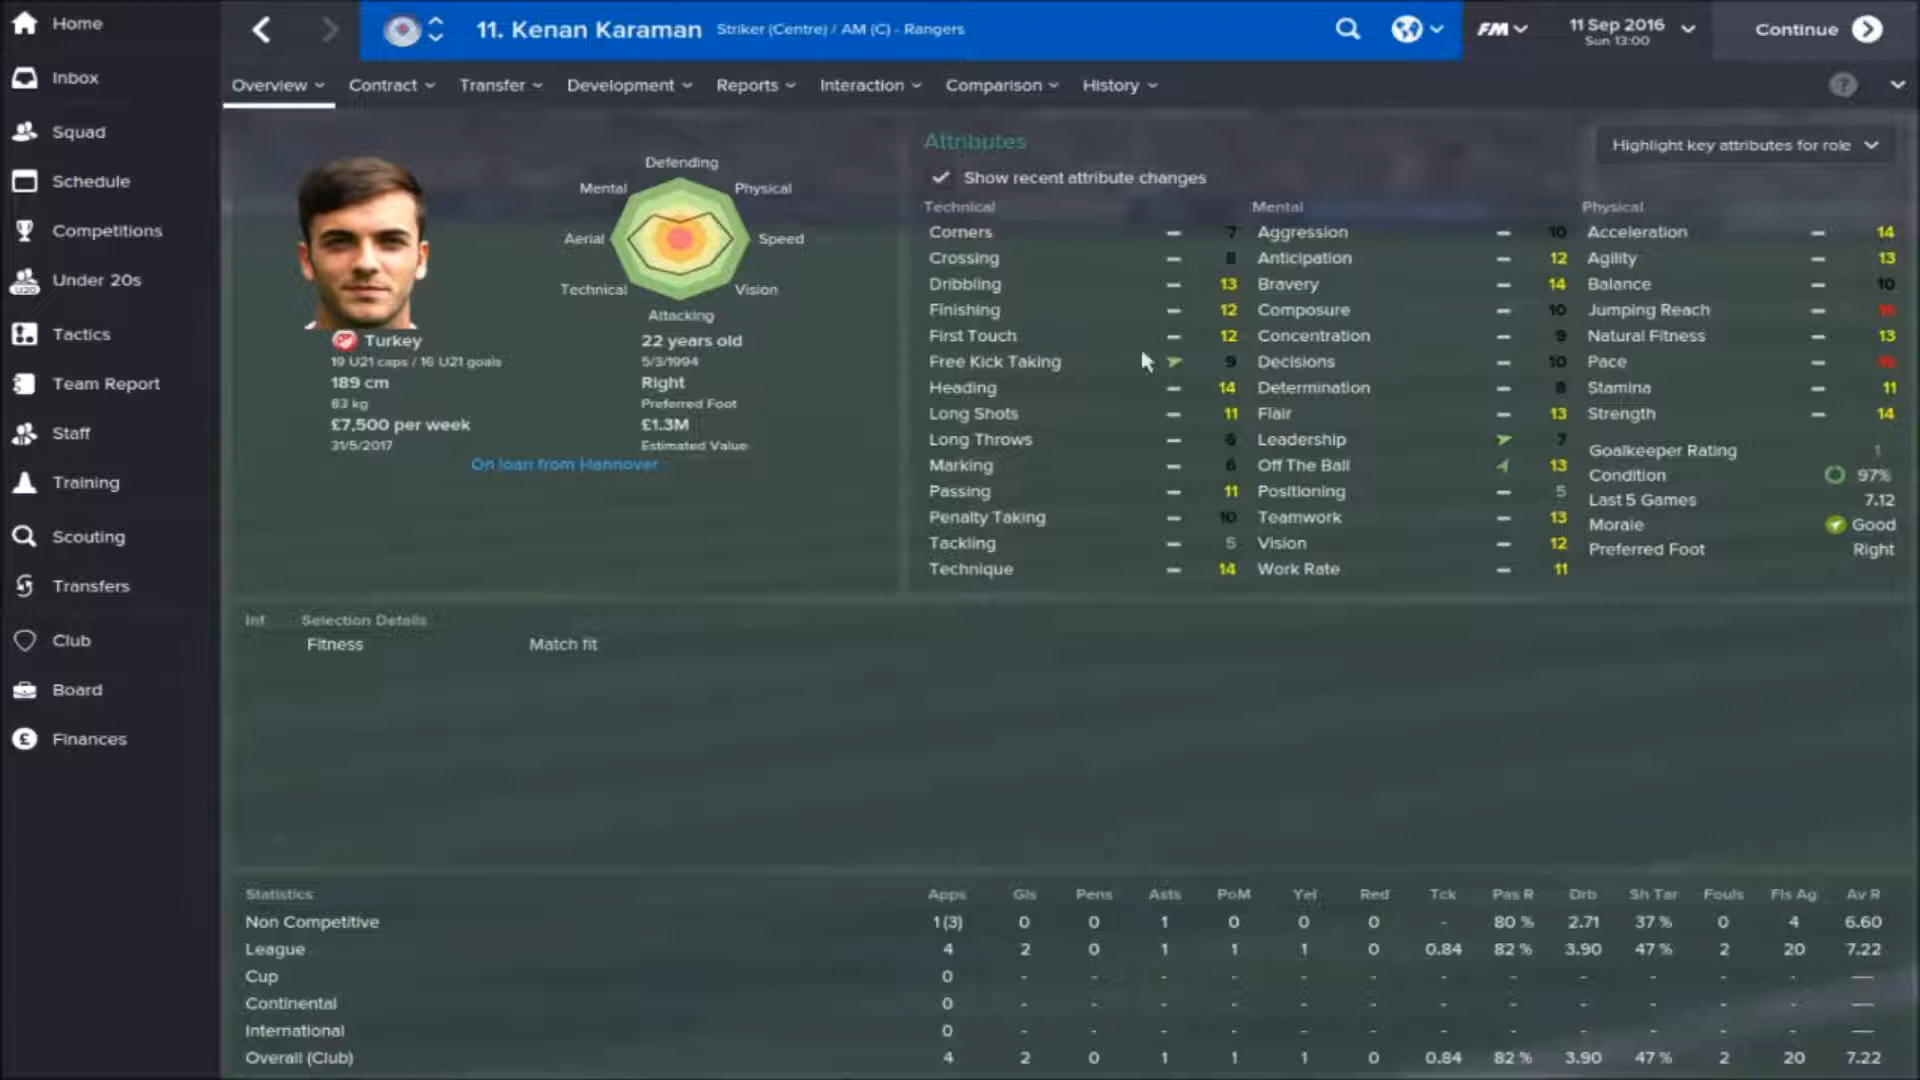 Home
Inbox
Squad
Schedule
Competitions
Under 20s
Tactics
Team Report
Staff
Training
Scouting
Transfers
Club
Board
Finances
11. Kenan Karaman Striker (Centre) / AM (C) - Rangers
FM
11 Sep 2016
Sun 13:00
Continue
Overview Contract Transfer Development Reports Interaction Comparison History
Defending
Mental Physical
Aerial Speed
Technical Vision
Attacking
Turkey
19 U21 caps / 16 U21 goals
189 cm
83 kg
£7,500 per week
31/5/2017
22 years old
5/3/1994
Right
Preferred Foot
£1.3M
Estimated Value
On loan from Hannover
Attributes
Highlight key attributes for role
Show recent attribute changes
Technical Mental Physical
Corners - 7 Aggression - 10 Acceleration - 14
Crossing - 8 Anticipation - 12 Agility - 13
Dribbling - 13 Bravery - 14 Balance - 10
Finishing - 12 Composure - 10 Jumping Reach -
First Touch - 12 Concentration - 9 Natural Fitness - 13
Free Kick Taking 9 Decisions - 10 Pace -
Heading - 14 Determination - 8 Stamina - 11
Long Shots - 11 Flair - 13 Strength - 14
Long Throws - 6 Leadership 7
Marking - 6 Off The Ball 13
Passing - 11 Positioning - 5
Penalty Taking - 10 Teamwork - 13
Tackling - 5 Vision - 12
Technique - 14 Work Rate - 11
Goalkeeper Rating 1
Condition 97%
Last 5 Games 7.12
Morale Good
Preferred Foot Right
Inf Selection Details
Fitness Match fit
Statistics Apps Gls Pens Asts PoM Yel Red Tck Pas R Drb Sh Tar Fouls Fls Ag Av R
Non Competitive 1(3) 0 0 1 0 0 0 - 80 % 2.71 37 % 0 4 6.60
League 4 2 0 1 1 1 0 0.84 82 % 3.90 47 % 2 20 7.22
Cup 0 - - - - - - - - - - - - —
Continental 0 - - - - - - - - - - - - —
International 0 - - - - - - - - - - - - —
Overall (Club) 4 2 0 1 1 1 0 0.84 82 % 3.90 47 % 2 20 7.22